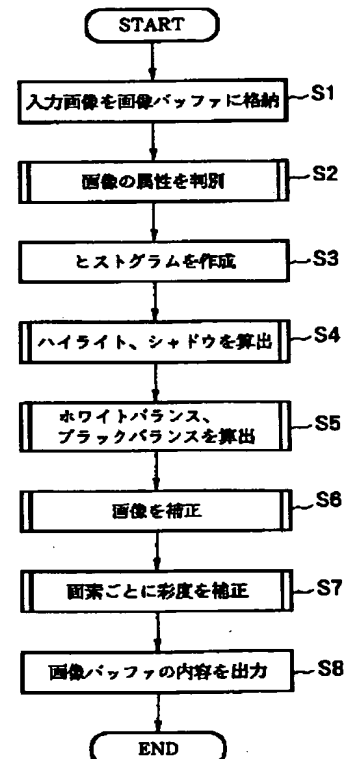 START
入力画像を画像バッファに格納
S1
画像の属性を判別
S2
ヒストグラムを作成
S3
ハイライト、シャドウを算出
S4
ホワイトバランス、
ブラックバランスを算出
S5
画像を補正
S6
画素ごとに彩度を補正
S7
画像バッファの内容を出力
S8
END